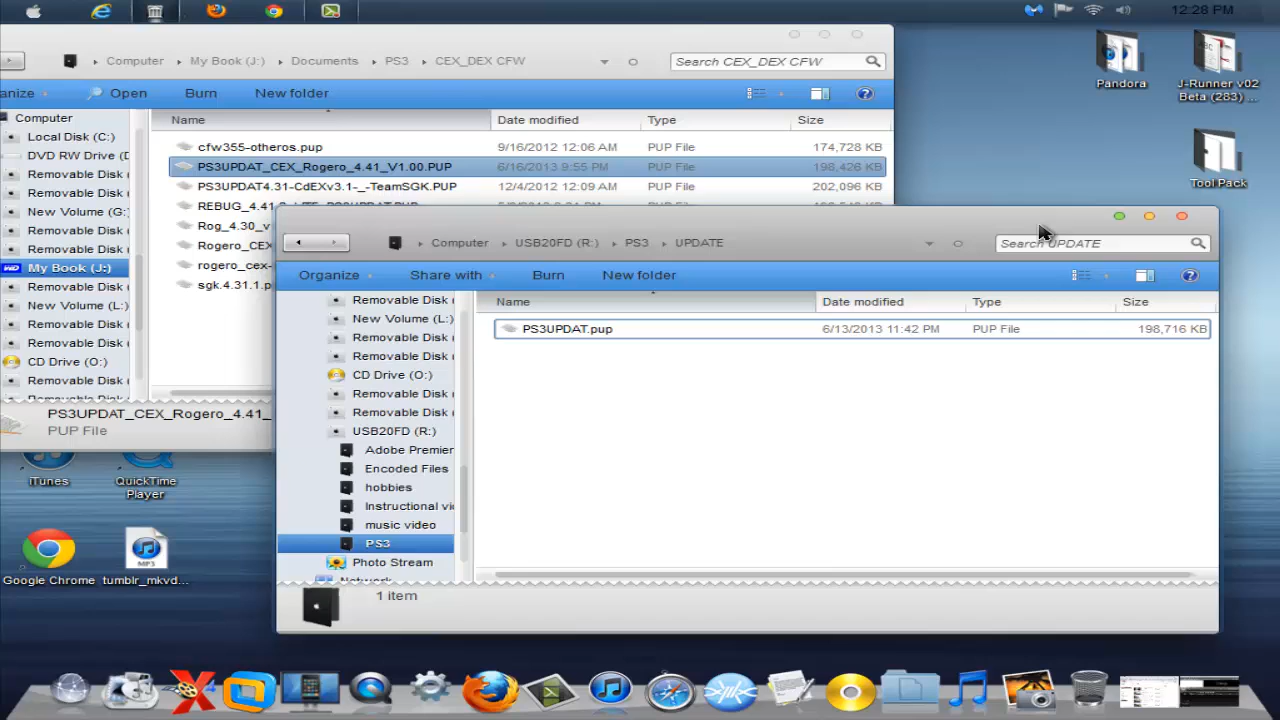 12:28 PM
Computer
My Book (J:)
Documents
PS3
CEX_DEX CFW
Search CEX_DEX CFW
anize
Open
Burn
New folder
Name
Date modified
Type
Size
Computer
Local Disk (C:)
DVD RW Drive (D
Removable Disk
Removable Disk
New Volume (G:
Removable Disk
Removable Disk
My Book (J:)
Removable Disk
New Volume (L:)
Removable Disk
Removable Disk
CD Drive (O:)
Removable Disk
cfw355-otheros.pup 9/16/2012 12:06 AM PUP File 174,728 KB
PS3UPDAT_CEX_Rogero_4.41_V1.00.PUP 6/16/2013 9:55 PM PUP File 198,426 KB
PS3UPDAT4.31-CdEXv3.1-_-TeamSGK.PUP 12/4/2012 12:09 AM PUP File 202,096 KB
REBUG_4.41
Rog_4.30_v
Rogero_CE
rogero_cex-
sgk.4.31.1.p
PS3UPDAT_CEX_Rogero_4.41_
PUP File
Computer
USB20FD (R:)
PS3
UPDATE
Search UPDATE
Organize
Share with
Burn
New folder
Name
Date modified
Type
Size
Removable Disk
New Volume (L:)
Removable Disk
Removable Disk
CD Drive (O:)
Removable Disk
Removable Disk
USB20FD (R:)
Adobe Premier
Encoded Files
hobbies
Instructional vi
music video
PS3
Photo Stream
Network
PS3UPDAT.pup 6/13/2013 11:42 PM PUP File 198,716 KB
1 item
Pandora
J-Runner v02
Beta (283) ...
Tool Pack
iTunes
QuickTime
Player
Google Chrome
tumblr_mkvd...
MP3